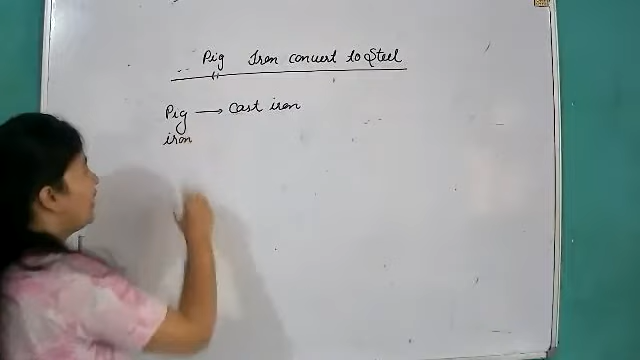 Pig Iron convert to Steel
Pig → Cast iron
iron